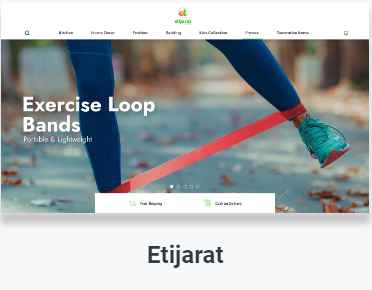 etijarat
Kitchen Home Decor Fashion Bedding Kids Collection Fitness Decorative Items
Exercise Loop
Bands
Portable & Lightweight
Free Shipping Cash on Delivery
Etijarat